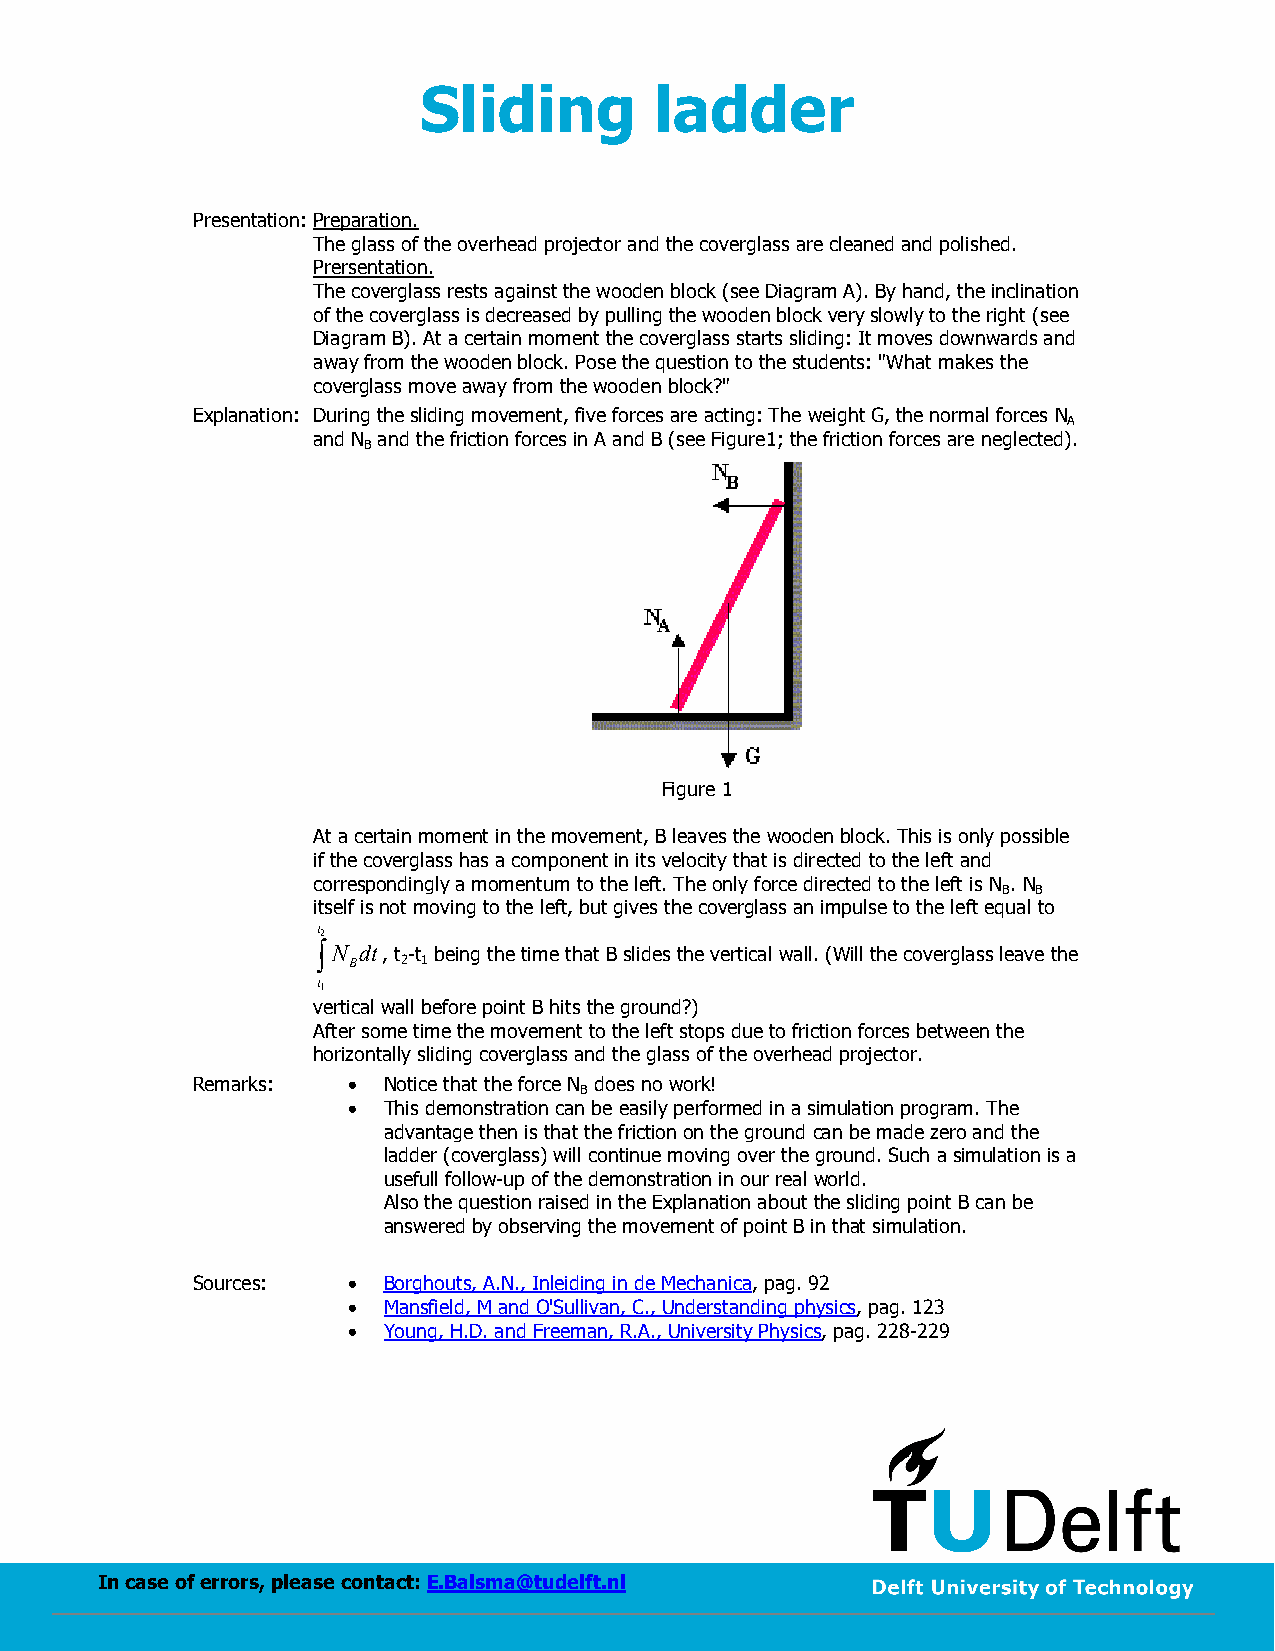 Sliding ladder
Presentation: Preparation.
The glass of the overhead projector and the coverglass are cleaned and polished.
Prersentation.
The coverglass rests against the wooden block (see Diagram A). By hand, the inclination
of the coverglass is decreased by pulling the wooden block very slowly to the right (see
Diagram B). At a certain moment the coverglass starts sliding: It moves downwards and
away from the wooden block. Pose the question to the students: "What makes the
coverglass move away from the wooden block?"
Explanation: During the sliding movement, five forces are acting: The weight G, the normal forces N_A
and N_B and the friction forces in A and B (see Figure1; the friction forces are neglected).
N_B
N_A
G
Figure 1
At a certain moment in the movement, B leaves the wooden block. This is only possible
if the coverglass has a component in its velocity that is directed to the left and
correspondingly a momentum to the left. The only force directed to the left is N_B. N_B
itself is not moving to the left, but gives the coverglass an impulse to the left equal to
∫_{t_1}^{t_2} N_B dt, t_2-t_1 being the time that B slides the vertical wall. (Will the coverglass leave the
vertical wall before point B hits the ground?)
After some time the movement to the left stops due to friction forces between the
horizontally sliding coverglass and the glass of the overhead projector.
Remarks: • Notice that the force N_B does no work!
• This demonstration can be easily performed in a simulation program. The
advantage then is that the friction on the ground can be made zero and the
ladder (coverglass) will continue moving over the ground. Such a simulation is a
usefull follow-up of the demonstration in our real world.
Also the question raised in the Explanation about the sliding point B can be
answered by observing the movement of point B in that simulation.
Sources: • Borghouts, A.N., Inleiding in de Mechanica, pag. 92
• Mansfield, M and O'Sullivan, C., Understanding physics, pag. 123
• Young, H.D. and Freeman, R.A., University Physics, pag. 228-229
TUDelft
In case of errors, please contact: E.Balsma@tudelft.nl
Delft University of Technology